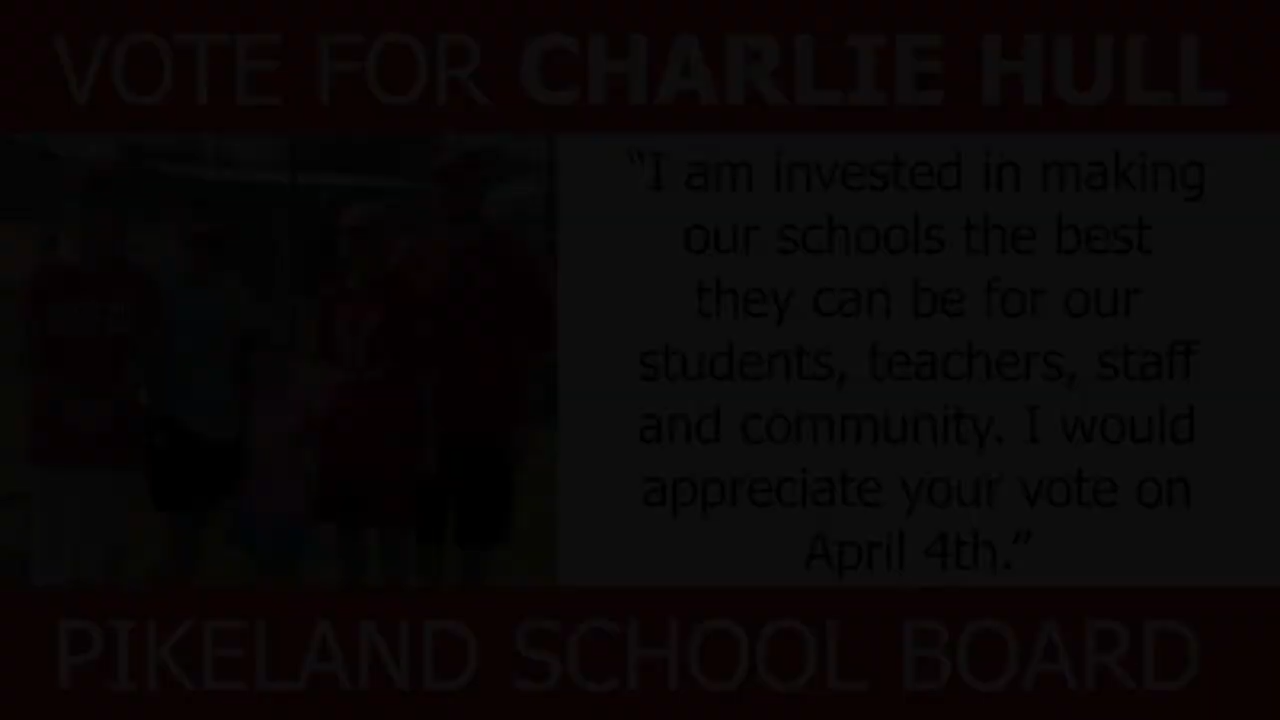 VOTE FOR CHARLIE HULL
“I am invested in making
our schools the best
they can be for our
students, teachers, staff
and community. I would
appreciate your vote on
April 4th.”
PIKELAND SCHOOL BOARD